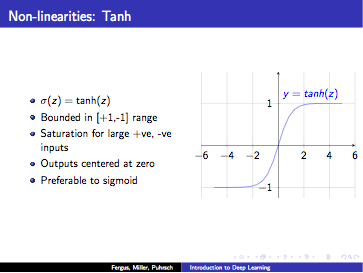 Non-linearities: Tanh
σ(z) = tanh(z)
Bounded in [+1,-1] range
Saturation for large +ve, -ve
inputs
Outputs centered at zero
Preferable to sigmoid
y = tanh(z)
1
−6 −4 −2 2 4 6
−1
Fergus, Miller, Puhrsch Introduction to Deep Learning